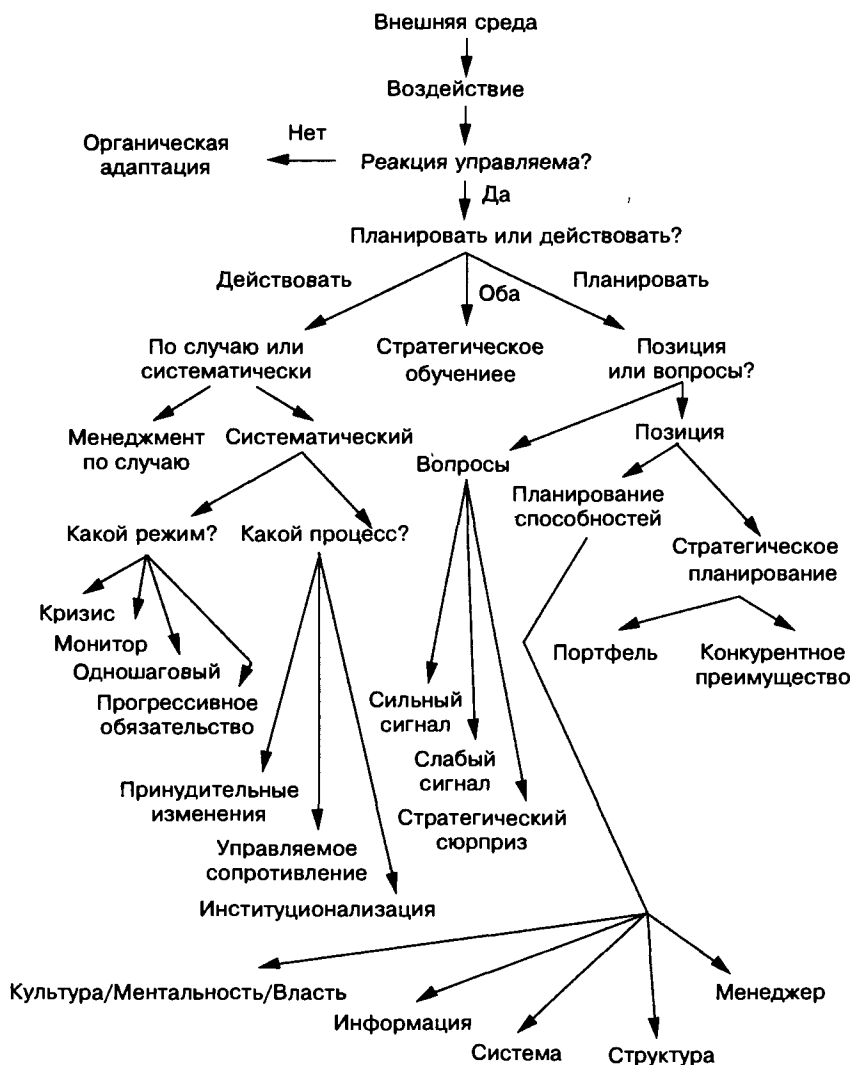 Внешняя среда
Воздействие
Нет
Органическая
адаптация
Реакция управляема?
Да
Планировать или действовать?
Действовать
Оба
Планировать
По случаю или
систематически
Стратегическое
обучениее
Позиция
или вопросы?
Менеджмент
по случаю
Систематический
Вопросы
Позиция
Планирование
способностей
Какой режим?
Какой процесс?
Стратегическое
планирование
Кризис
Монитор
Одношаговый
Прогрессивное
обязательство
Портфель
Конкурентное
преимущество
Сильный
сигнал
Слабый
сигнал
Стратегический
сюрприз
Принудительные
изменения
Управляемое
сопротивление
Институционализация
Культура/Ментальность/Власть
Информация
Система
Структура
Менеджер